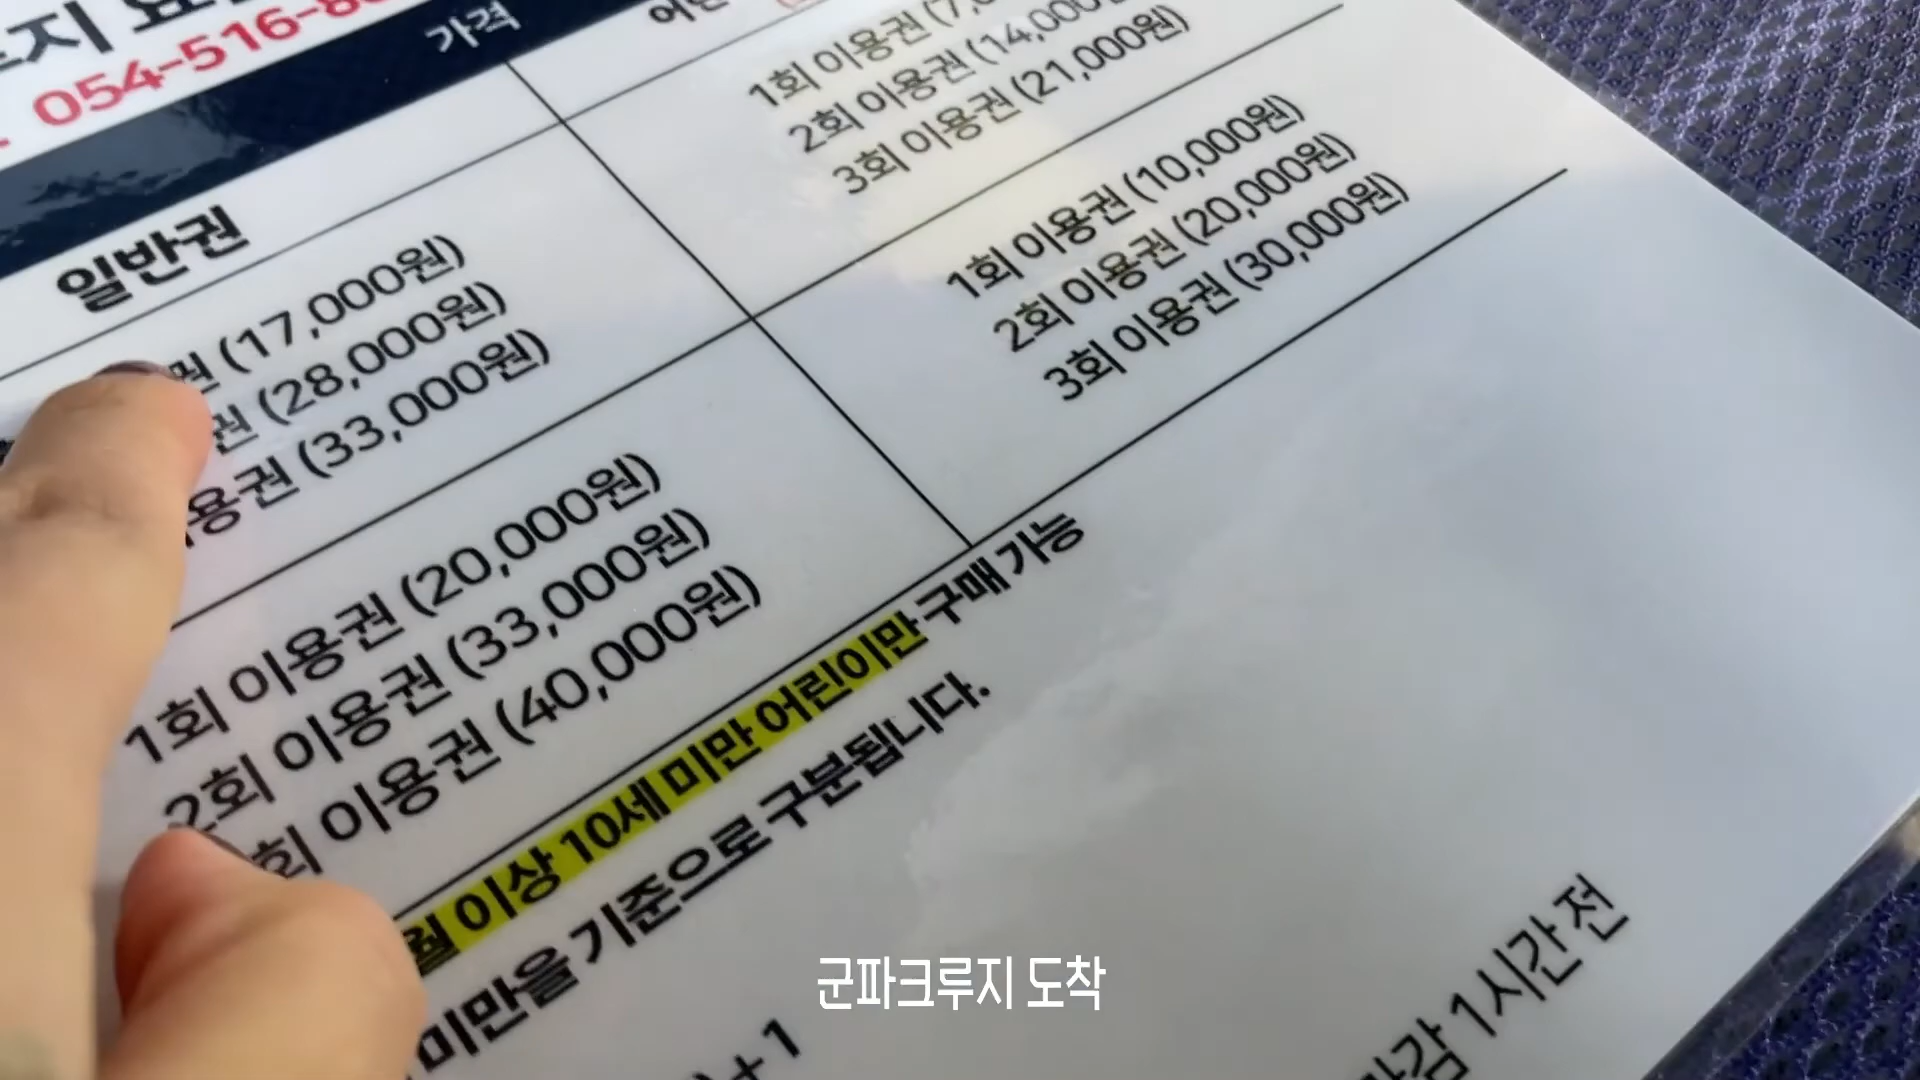 054-516-8
가격
일반권
(17,000원)
권 (28,000원)
용권 (33,000원)
1회 이용권 (20,000원)
2회 이용권 (33,000원)
회 이용권 (40,000원)
1회 이용권 (7,
2회 이용권 (14,000
3회 이용권 (21,000원)
1회 이용권 (10,000원)
2회 이용권 (20,000원)
3회 이용권 (30,000원)
월 이상 10세 미만 어린이만 구매 가능
미만을 기준으로 구분됩니다.
+ 1
마감 1시간 전
군파크루지 도착